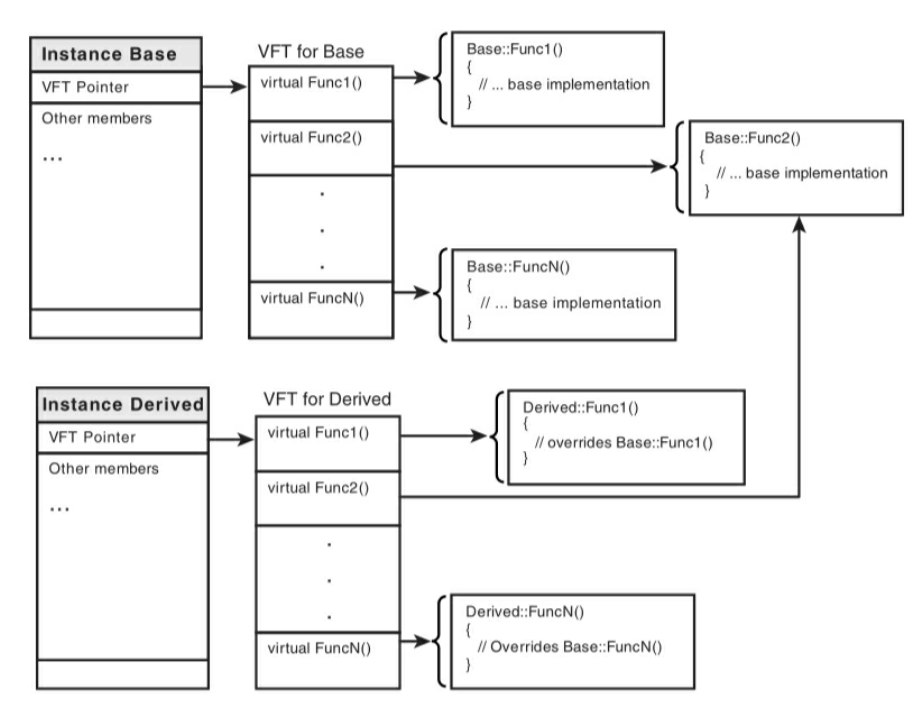 Instance Base
VFT Pointer
Other members
...
VFT for Base
virtual Func1()
virtual Func2()
.
.
.
virtual FuncN()
Base::Func1()
{
// ... base implementation
}
Base::Func2()
{
// ... base implementation
}
Base::FuncN()
{
// ... base implementation
}
Instance Derived
VFT Pointer
Other members
...
VFT for Derived
virtual Func1()
virtual Func2()
.
.
.
virtual FuncN()
Derived::Func1()
{
// overrides Base::Func1()
}
Derived::FuncN()
{
// Overrides Base::FuncN()
}